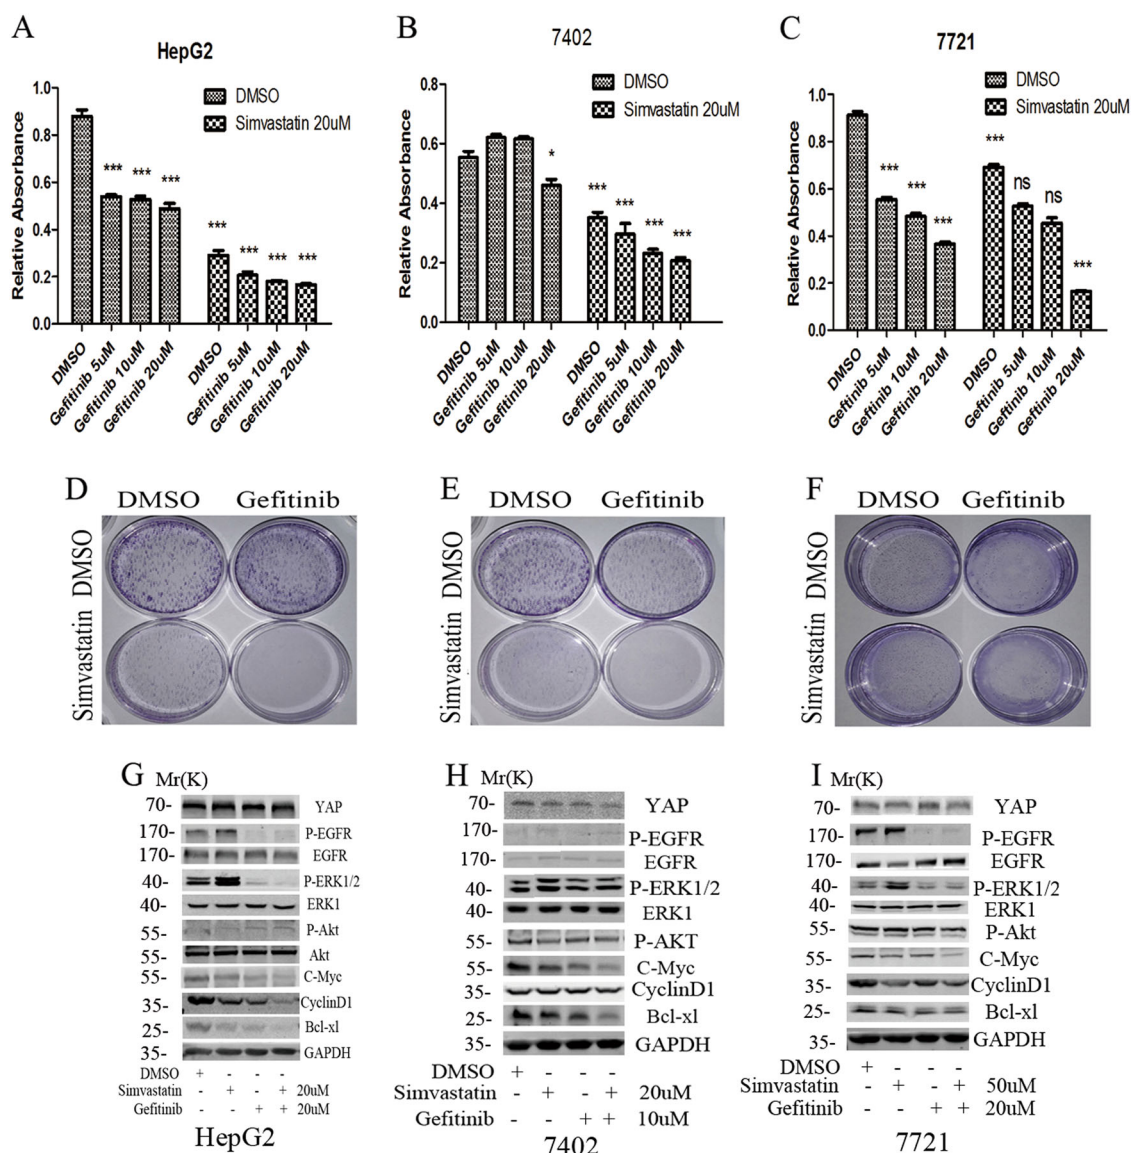 A
HepG2
DMSO
Simvastatin 20uM
Relative Absorbance
1.0
0.8
0.6
0.4
0.2
0.0
***
***
***
***
***
***
***
DMSO
Gefitinib 5uM
Gefitinib 10uM
Gefitinib 20uM
DMSO
Gefitinib 5uM
Gefitinib 10uM
Gefitinib 20uM
B
7402
DMSO
Simvastatin 20uM
Relative Absorbance
0.8
0.6
0.4
0.2
0.0
*
***
***
***
***
DMSO
Gefitinib 5uM
Gefitinib 10uM
Gefitinib 20uM
DMSO
Gefitinib 5uM
Gefitinib 10uM
Gefitinib 20uM
C
7721
DMSO
Simvastatin 20uM
Relative Absorbance
1.0
0.8
0.6
0.4
0.2
0.0
***
***
***
***
ns
ns
***
DMSO
Gefitinib 5uM
Gefitinib 10uM
Gefitinib 20uM
DMSO
Gefitinib 5uM
Gefitinib 10uM
Gefitinib 20uM
D
DMSO Gefitinib
Simvastatin DMSO
E
DMSO Gefitinib
Simvastatin DMSO
F
DMSO Gefitinib
Simvastatin DMSO
G Mr(K)
70- YAP
170- P-EGFR
170- EGFR
40- P-ERK1/2
40- ERK1
55- P-Akt
55- Akt
55- C-Myc
35- CyclinD1
25- Bcl-xl
35- GAPDH
DMSO + - - -
Simvastatin - + - + 20uM
Gefitinib - - + + 20uM
HepG2
H Mr(K)
70- YAP
170- P-EGFR
170- EGFR
40- P-ERK1/2
40- ERK1
55- P-AKT
55- C-Myc
35- CyclinD1
25- Bcl-xl
35- GAPDH
DMSO + - - -
Simvastatin - + - + 20uM
Gefitinib - - + + 10uM
7402
I Mr(K)
70- YAP
170- P-EGFR
170- EGFR
40- P-ERK1/2
40- ERK1
55- P-Akt
55- C-Myc
35- CyclinD1
25- Bcl-xl
35- GAPDH
DMSO + - - -
Simvastatin - + - + 50uM
Gefitinib - - + + 20uM
7721